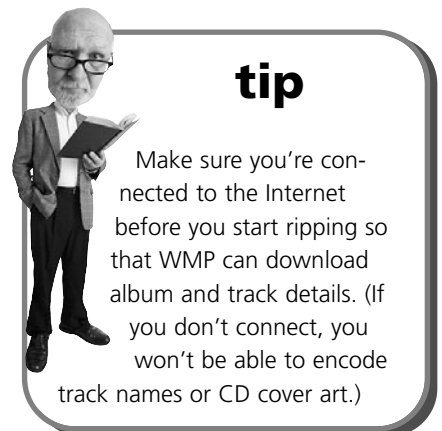 tip
Make sure you're con-
nected to the Internet
before you start ripping so
that WMP can download
album and track details. (If
you don't connect, you
won't be able to encode
track names or CD cover art.)